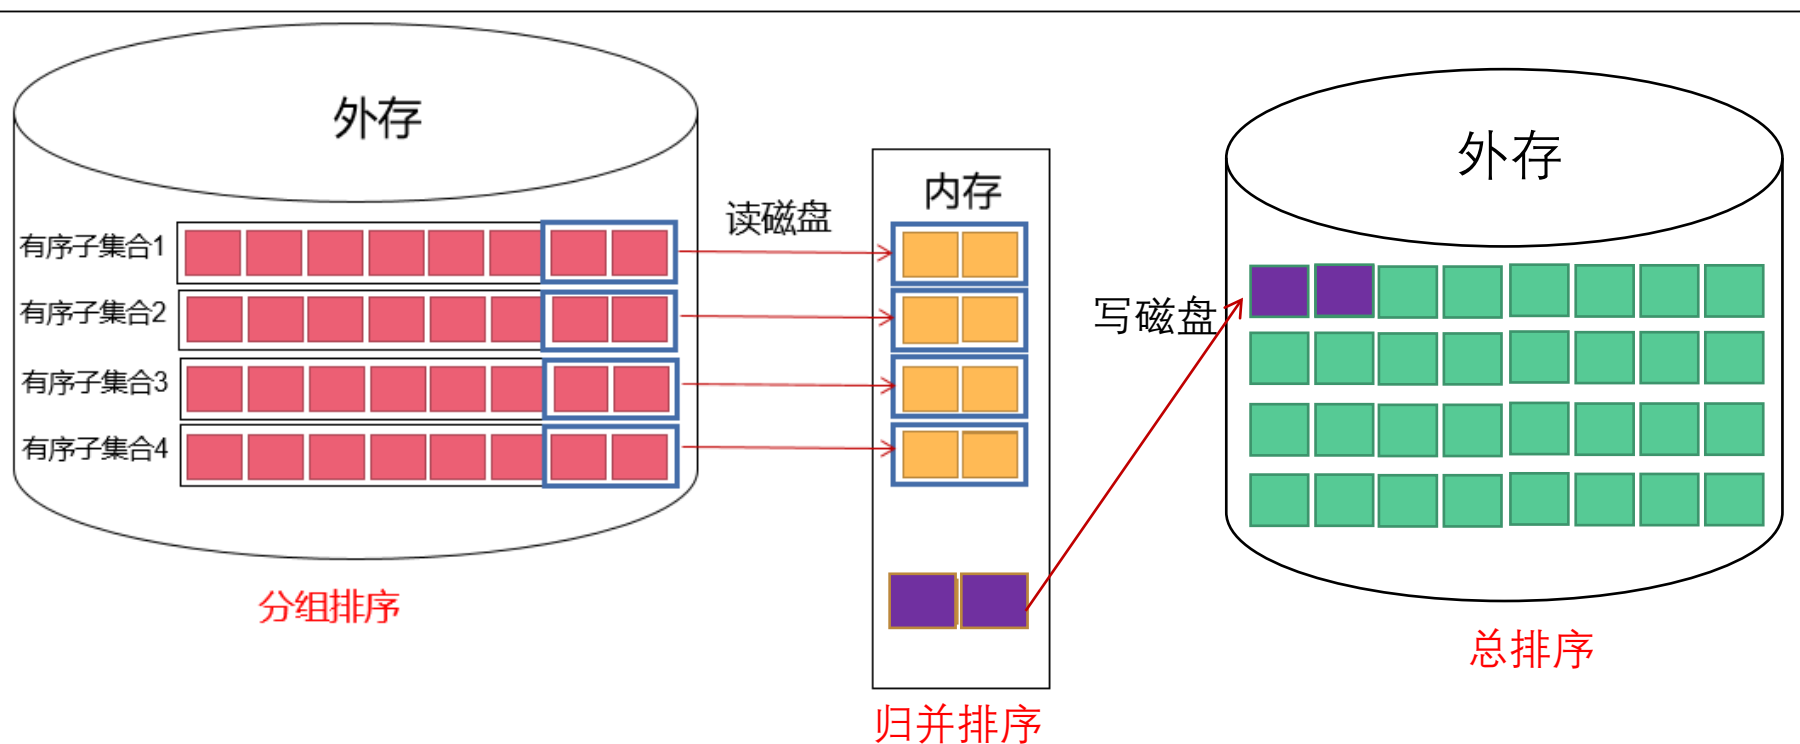 外存
有序子集合1
有序子集合2
有序子集合3
有序子集合4
分组排序
读磁盘
内存
归并排序
写磁盘
外存
总排序